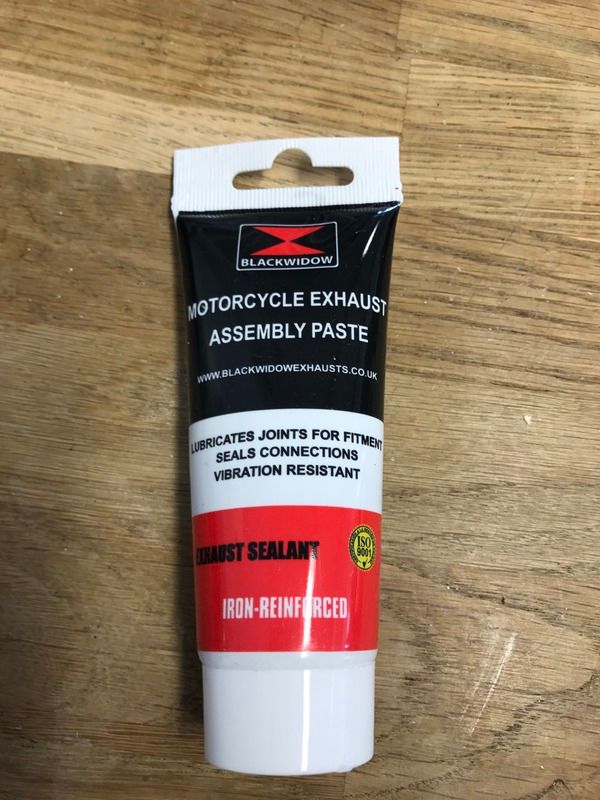 BLACKWIDOW
MOTORCYCLE EXHAUST
ASSEMBLY PASTE
WWW.BLACKWIDOWEXHAUSTS.CO.UK
LUBRICATES JOINTS FOR FITMENT
SEALS CONNECTIONS
VIBRATION RESISTANT
EXHAUST SEALANT
ISO
9001
IRON-REINFORCED